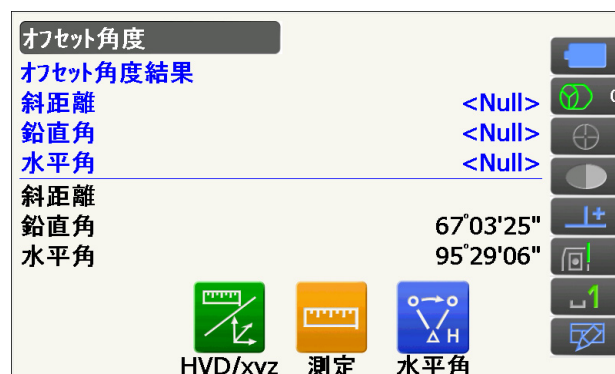 オフセット角度
オフセット角度結果
斜距離 <Null>
鉛直角 <Null>
水平角 <Null>
斜距離
鉛直角 67°03'25"
水平角 95°29'06"
HVD/xyz 測定 水平角